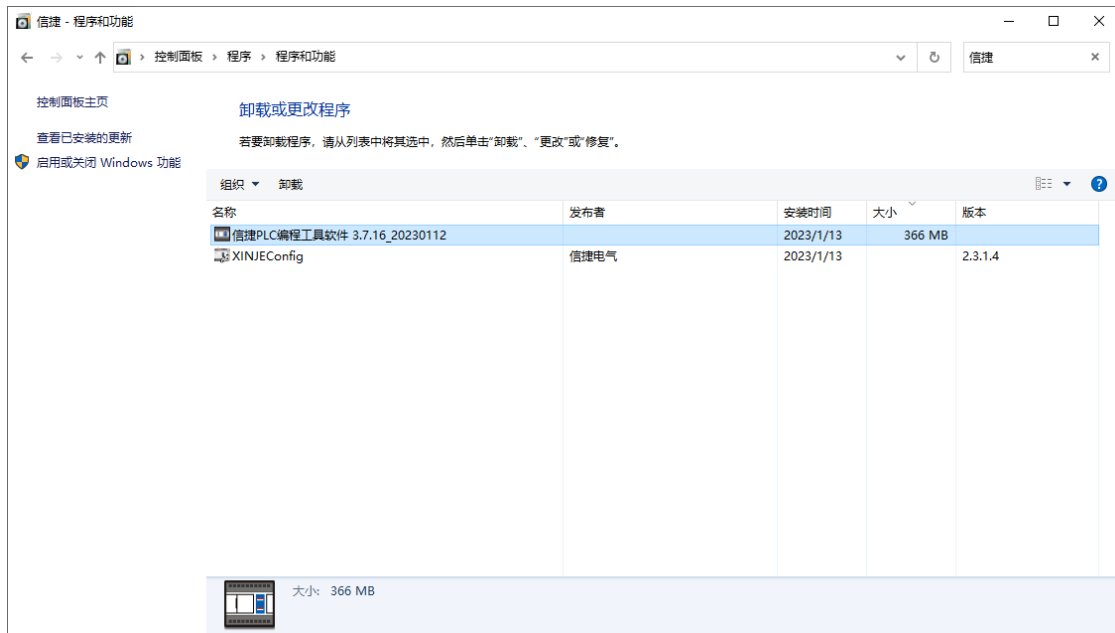 信捷 - 程序和功能
控制面板 › 程序 › 程序和功能
信捷
控制面板主页
查看已安装的更新
启用或关闭 Windows 功能
卸载或更改程序
若要卸载程序，请从列表中将其选中，然后单击“卸载”、“更改”或“修复”。
组织 卸载
名称 发布者 安装时间 大小 版本
信捷PLC编程工具软件 3.7.16_20230112 2023/1/13 366 MB
XINJEConfig 信捷电气 2023/1/13 2.3.1.4
大小: 366 MB